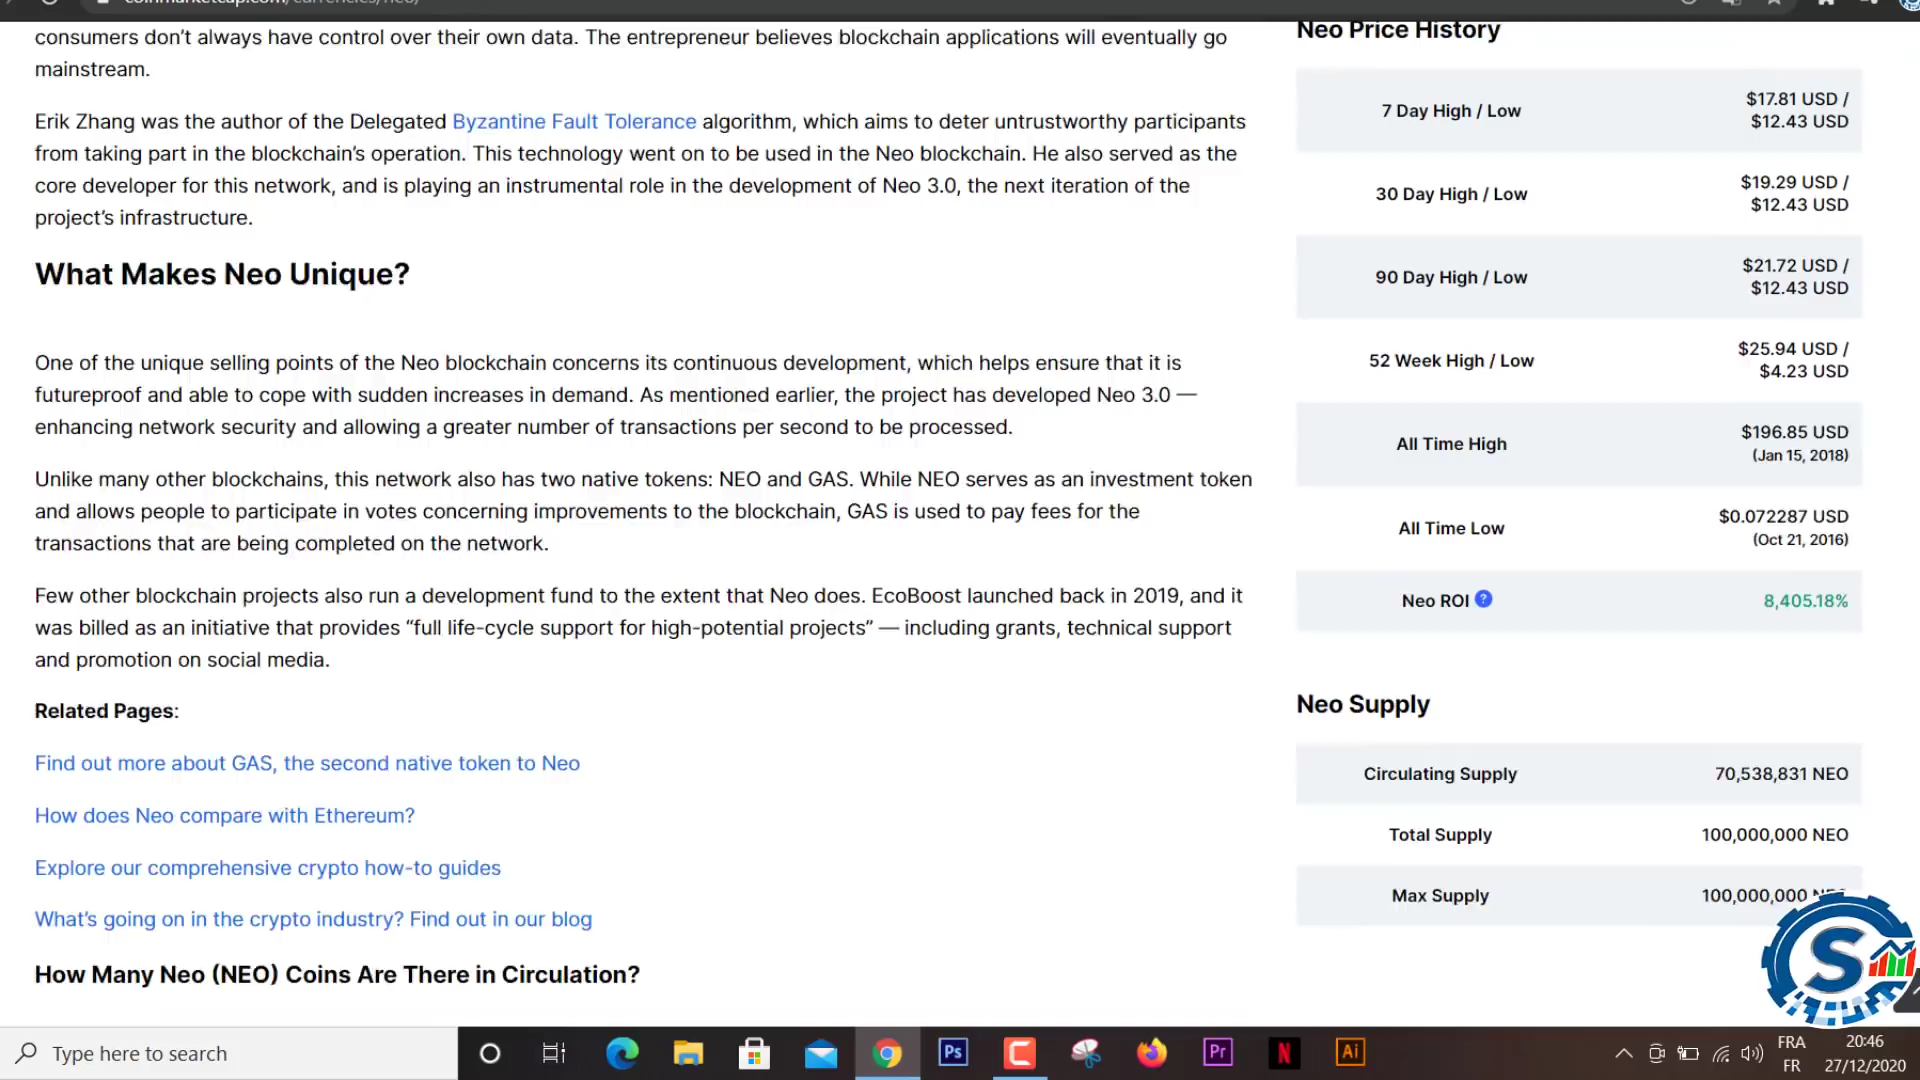 coinmarketcap.com/currencies/neo/
consumers don't always have control over their own data. The entrepreneur believes blockchain applications will eventually go
mainstream.
Erik Zhang was the author of the Delegated Byzantine Fault Tolerance algorithm, which aims to deter untrustworthy participants
from taking part in the blockchain's operation. This technology went on to be used in the Neo blockchain. He also served as the
core developer for this network, and is playing an instrumental role in the development of Neo 3.0, the next iteration of the
project's infrastructure.
What Makes Neo Unique?
One of the unique selling points of the Neo blockchain concerns its continuous development, which helps ensure that it is
futureproof and able to cope with sudden increases in demand. As mentioned earlier, the project has developed Neo 3.0 —
enhancing network security and allowing a greater number of transactions per second to be processed.
Unlike many other blockchains, this network also has two native tokens: NEO and GAS. While NEO serves as an investment token
and allows people to participate in votes concerning improvements to the blockchain, GAS is used to pay fees for the
transactions that are being completed on the network.
Few other blockchain projects also run a development fund to the extent that Neo does. EcoBoost launched back in 2019, and it
was billed as an initiative that provides “full life-cycle support for high-potential projects” — including grants, technical support
and promotion on social media.
Related Pages:
Find out more about GAS, the second native token to Neo
How does Neo compare with Ethereum?
Explore our comprehensive crypto how-to guides
What's going on in the crypto industry? Find out in our blog
How Many Neo (NEO) Coins Are There in Circulation?
Neo Price History
7 Day High / Low
$17.81 USD /
$12.43 USD
30 Day High / Low
$19.29 USD /
$12.43 USD
90 Day High / Low
$21.72 USD /
$12.43 USD
52 Week High / Low
$25.94 USD /
$4.23 USD
All Time High
$196.85 USD
(Jan 15, 2018)
All Time Low
$0.072287 USD
(Oct 21, 2016)
Neo ROI ?
8,405.18%
Neo Supply
Circulating Supply
70,538,831 NEO
Total Supply
100,000,000 NEO
Max Supply
100,000,000
S
Type here to search
Ps
Pr
N
Ai
FRA
FR
20:46
27/12/2020